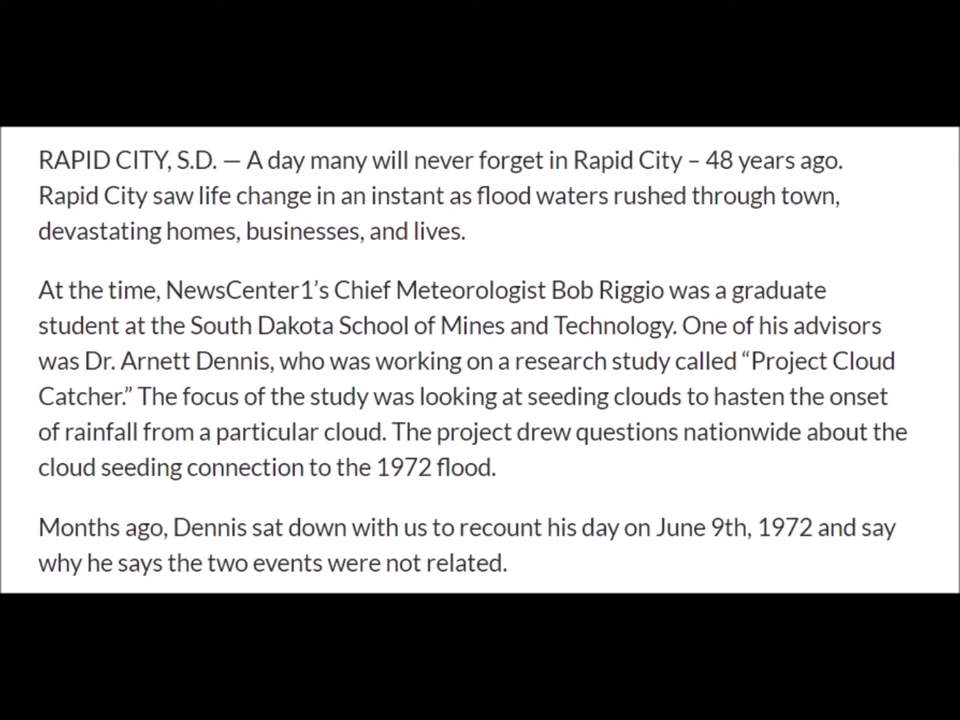 RAPID CITY, S.D. — A day many will never forget in Rapid City – 48 years ago.
Rapid City saw life change in an instant as flood waters rushed through town,
devastating homes, businesses, and lives.
At the time, NewsCenter1’s Chief Meteorologist Bob Riggio was a graduate
student at the South Dakota School of Mines and Technology. One of his advisors
was Dr. Arnett Dennis, who was working on a research study called “Project Cloud
Catcher.” The focus of the study was looking at seeding clouds to hasten the onset
of rainfall from a particular cloud. The project drew questions nationwide about the
cloud seeding connection to the 1972 flood.
Months ago, Dennis sat down with us to recount his day on June 9th, 1972 and say
why he says the two events were not related.